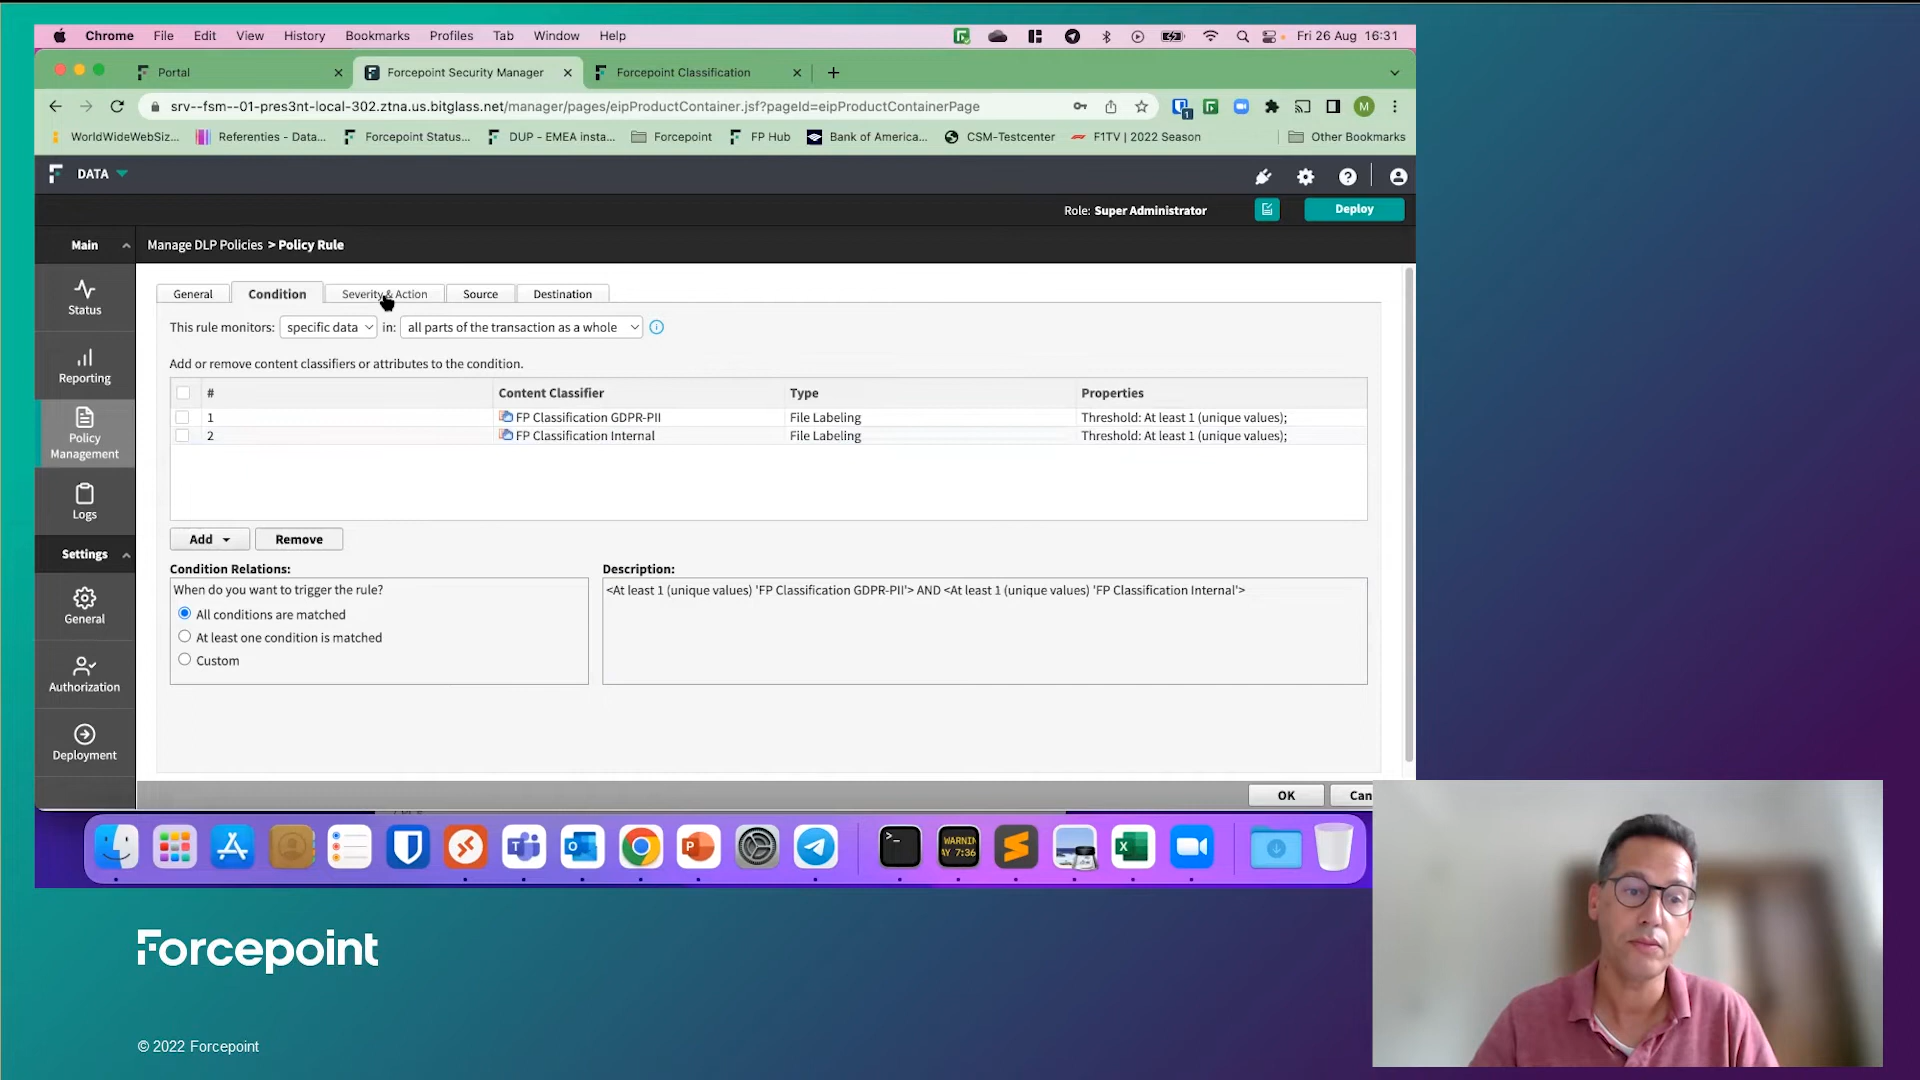 Chrome File Edit View History Bookmarks Profiles Tab Window Help Fri 26 Aug 16:31
Portal Forcepoint Security Manager Forcepoint Classification
srv--fsm--01-pres3nt-local-302.ztna.us.bitglass.net/manager/pages/eipProductContainer.jsf?pageId=eipProductContainerPage
M
WorldWideWebSiz... Referenties - Data... Forcepoint Status... DUP - EMEA insta... Forcepoint FP Hub Bank of America... CSM-Testcenter F1TV | 2022 Season Other Bookmarks
DATA
Role: Super Administrator Deploy
Main Manage DLP Policies > Policy Rule
General Condition Severity & Action Source Destination
Status
This rule monitors: specific data in: all parts of the transaction as a whole
Add or remove content classifiers or attributes to the condition.
Reporting
# Content Classifier Type Properties
1 FP Classification GDPR-PII File Labeling Threshold: At least 1 (unique values);
2 FP Classification Internal File Labeling Threshold: At least 1 (unique values);
Policy
Management
Logs
Add Remove
Settings
Condition Relations: Description:
When do you want to trigger the rule? <At least 1 (unique values) 'FP Classification GDPR-PII'> AND <At least 1 (unique values) 'FP Classification Internal'>
All conditions are matched
General
At least one condition is matched
Custom
Authorization
Deployment
OK Can
WARNIN
AY 7:36
Forcepoint
© 2022 Forcepoint